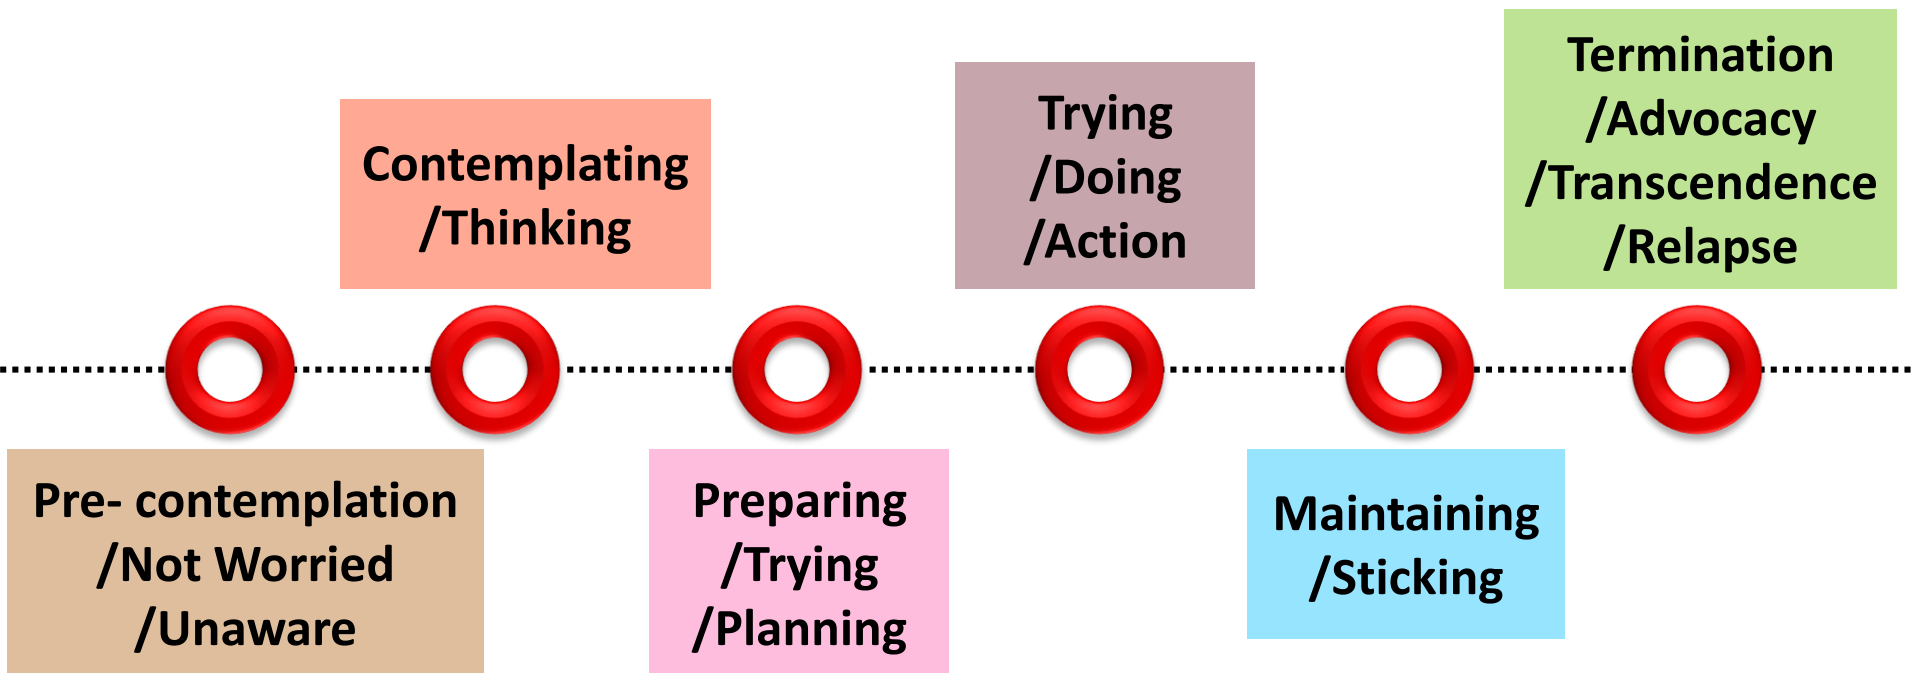 Pre- contemplation
/Not Worried
/Unaware
Contemplating
/Thinking
Preparing
/Trying
/Planning
Trying
/Doing
/Action
Maintaining
/Sticking
Termination
/Advocacy
/Transcendence
/Relapse